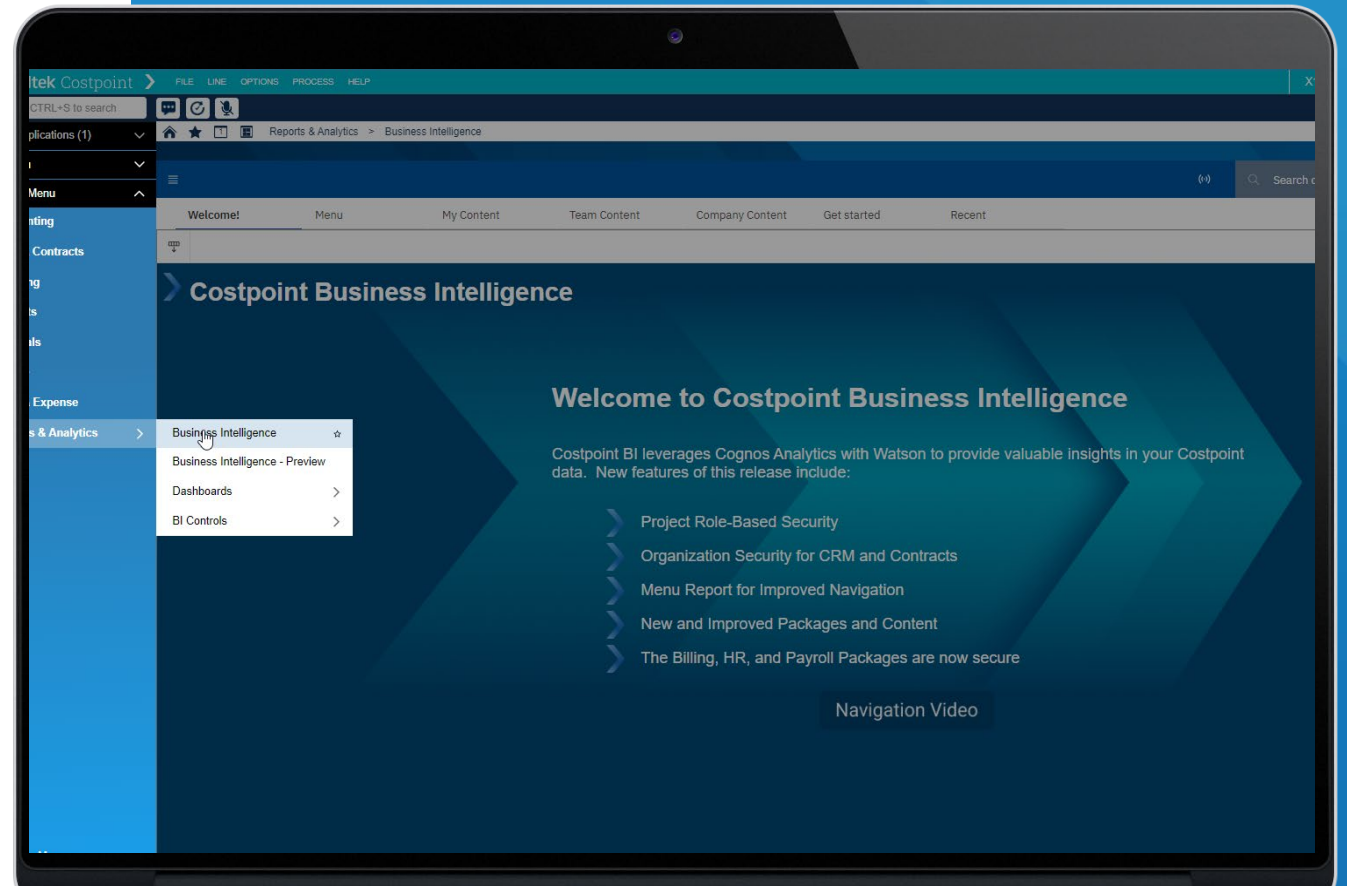 ltek Costpoint
FILE LINE OPTIONS PROCESS HELP
CTRL+S to search
plications (1)
Reports & Analytics > Business Intelligence
Menu
Search
Welcome! Menu My Content Team Content Company Content Get started Recent
nting
Contracts
ng
ts
als
Expense
s & Analytics
Business Intelligence
Business Intelligence - Preview
Dashboards
BI Controls
Costpoint Business Intelligence
Welcome to Costpoint Business Intelligence
Costpoint BI leverages Cognos Analytics with Watson to provide valuable insights in your Costpoint
data. New features of this release include:
Project Role-Based Security
Organization Security for CRM and Contracts
Menu Report for Improved Navigation
New and Improved Packages and Content
The Billing, HR, and Payroll Packages are now secure
Navigation Video